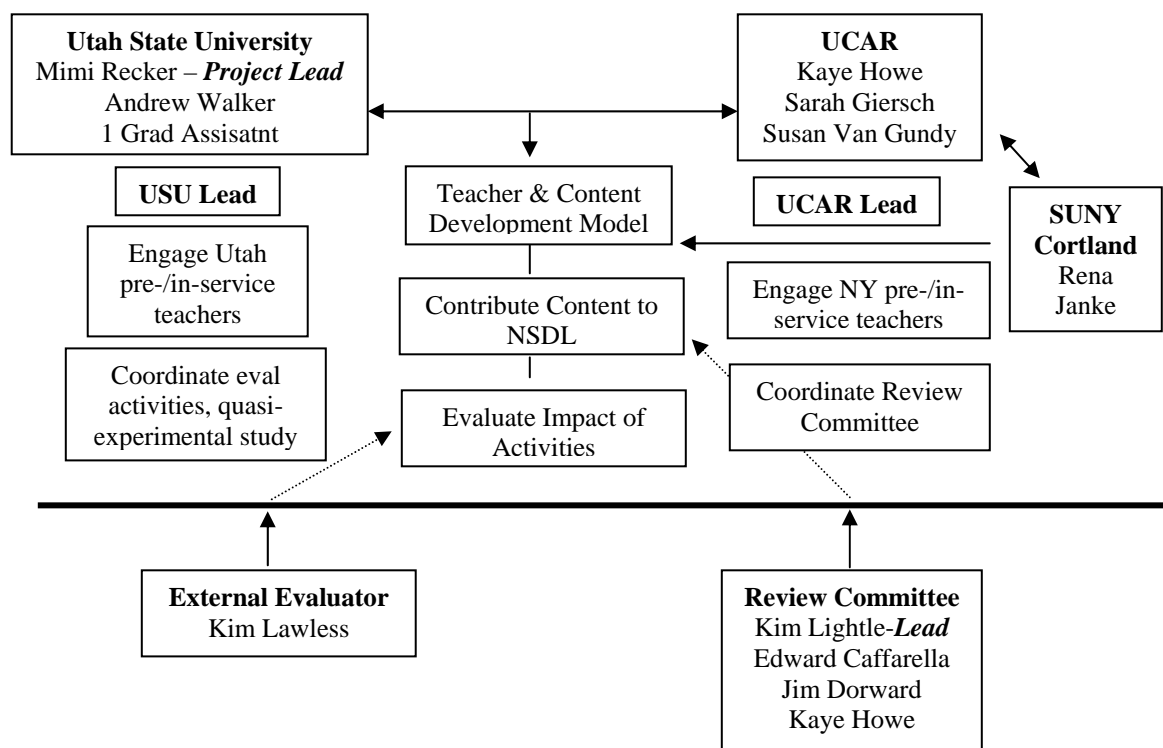 Utah State University
Mimi Recker – Project Lead
Andrew Walker
1 Grad Assisatnt
UCAR
Kaye Howe
Sarah Giersch
Susan Van Gundy
USU Lead
Teacher & Content
Development Model
UCAR Lead
SUNY
Cortland
Rena
Janke
Engage Utah
pre-/in-service
teachers
Contribute Content to
NSDL
Engage NY pre-/in-
service teachers
Coordinate eval
activities, quasi-
experimental study
Evaluate Impact of
Activities
Coordinate Review
Committee
External Evaluator
Kim Lawless
Review Committee
Kim Lightle-Lead
Edward Caffarella
Jim Dorward
Kaye Howe